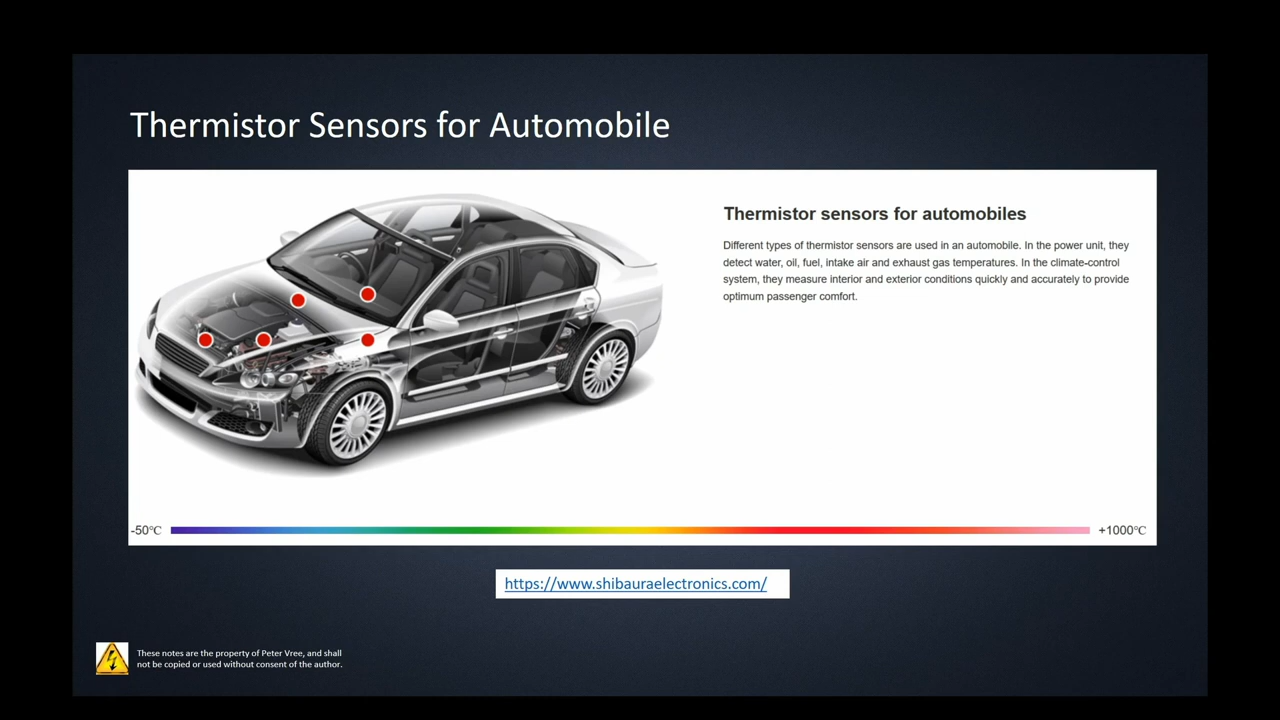 Thermistor Sensors for Automobile
Thermistor sensors for automobiles
Different types of thermistor sensors are used in an automobile. In the power unit, they
detect water, oil, fuel, intake air and exhaust gas temperatures. In the climate-control
system, they measure interior and exterior conditions quickly and accurately to provide
optimum passenger comfort.
-50℃
+1000℃
https://www.shibauraelectronics.com/
These notes are the property of Peter Vree, and shall
not be copied or used without consent of the author.